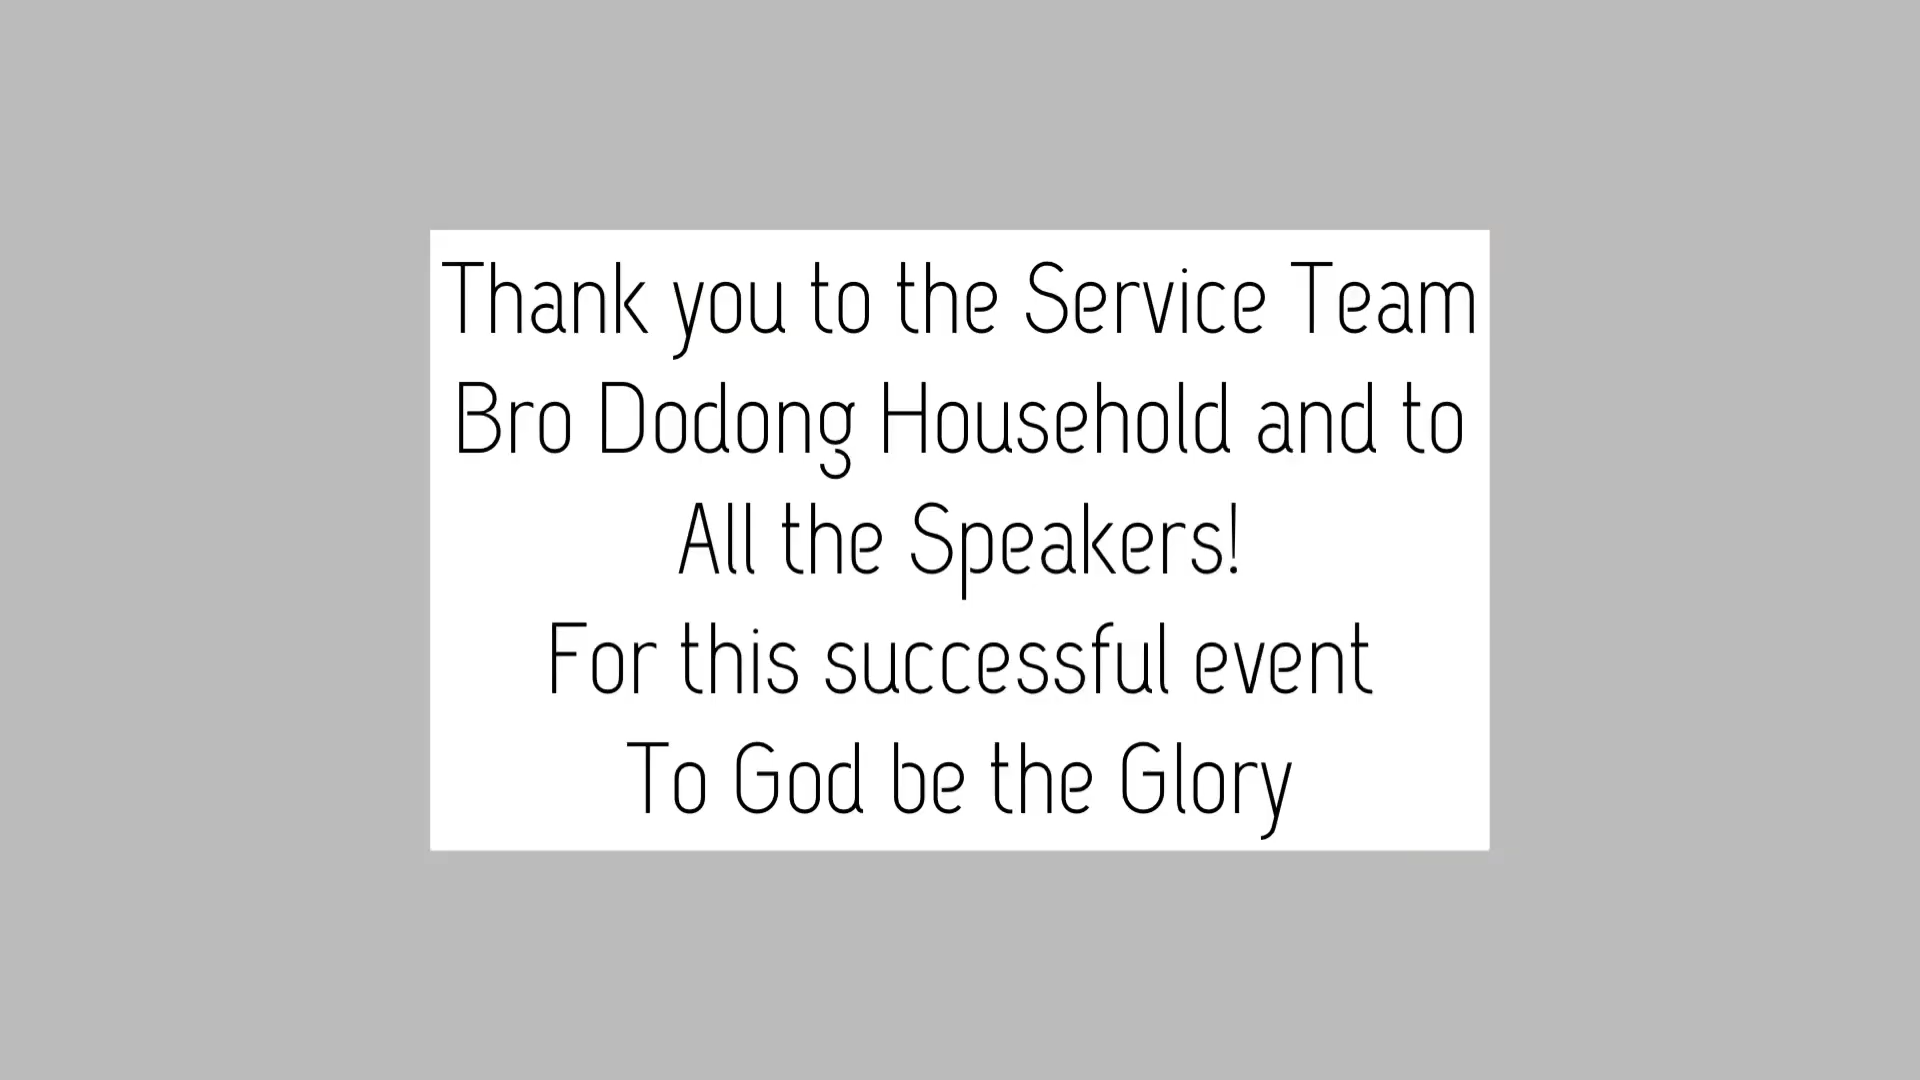 Thank you to the Service Team
Bro Dodong Household and to
All the Speakers!
For this successful event
To God be the Glory